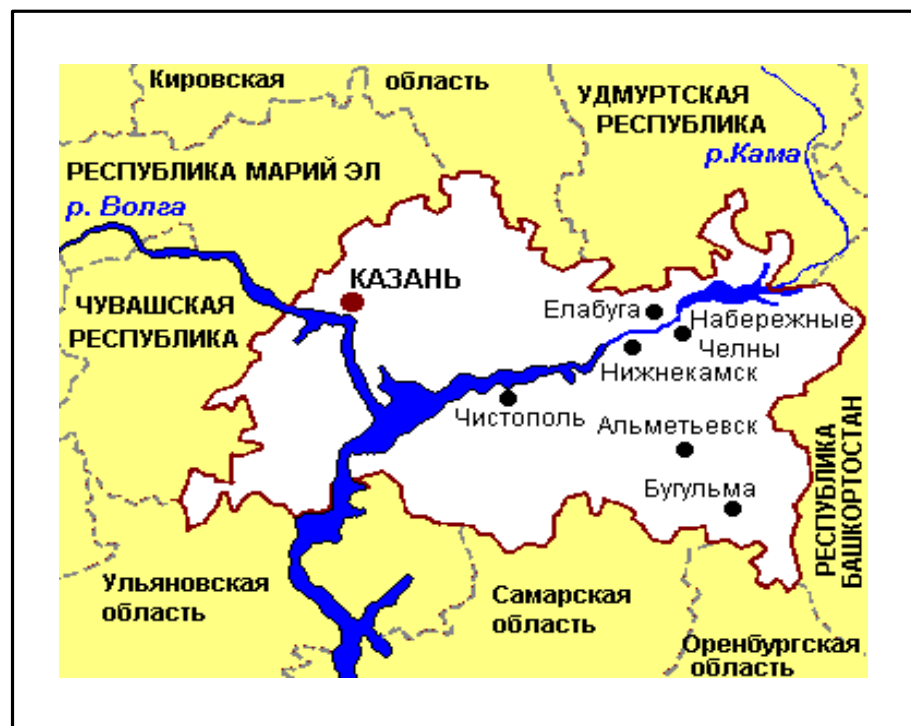 Кировская область
УДМУРТСКАЯ
РЕСПУБЛИКА
р.Кама
РЕСПУБЛИКА МАРИЙ ЭЛ
р. Волга
КАЗАНЬ
ЧУВАШСКАЯ
РЕСПУБЛИКА
Елабуга
Набережные
Челны
Нижнекамск
Чистополь
Альметьевск
Бугульма
РЕСПУБЛИКА
БАШКОРТОСТАН
Ульяновская
область
Самарская
область
Оренбургская
область